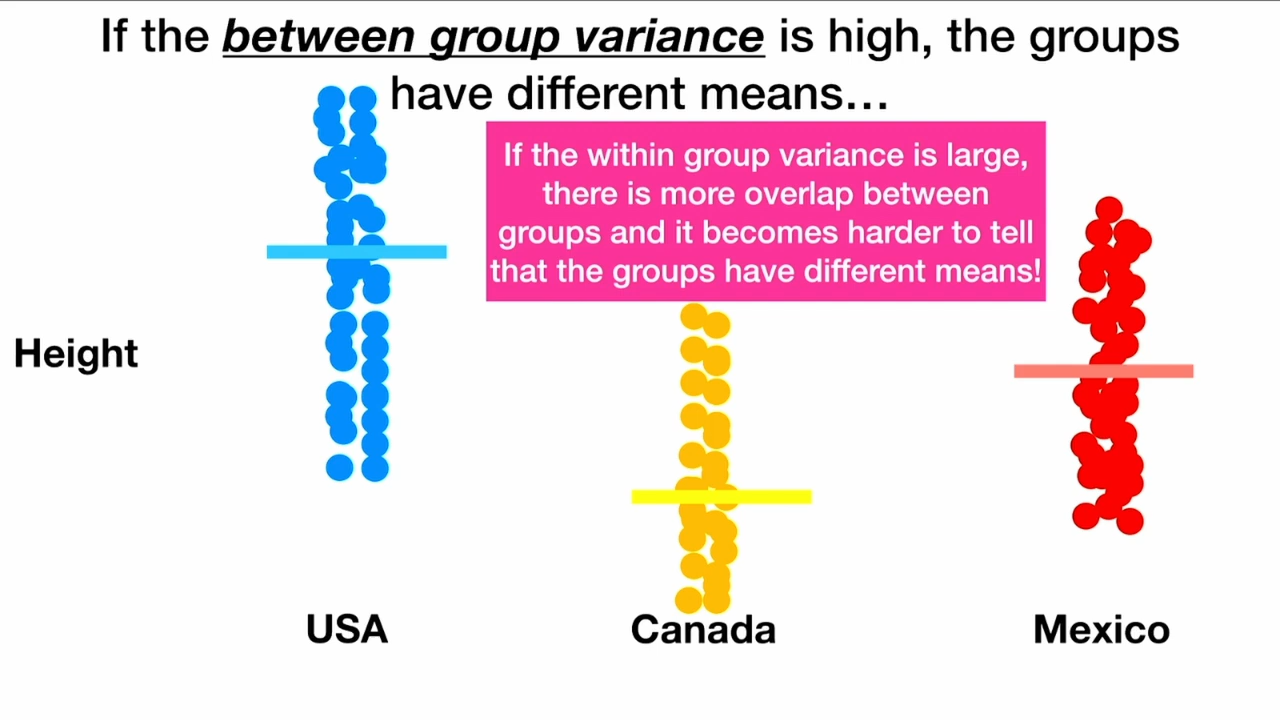 If the between group variance is high, the groups
have different means...
If the within group variance is large,
there is more overlap between
groups and it becomes harder to tell
that the groups have different means!
Height
USA
Canada
Mexico